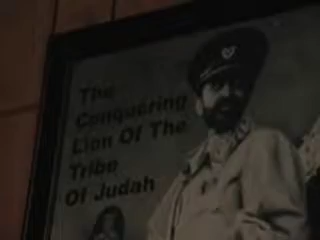 The
Conquering
Lion Of The
Tribe
Of Judah